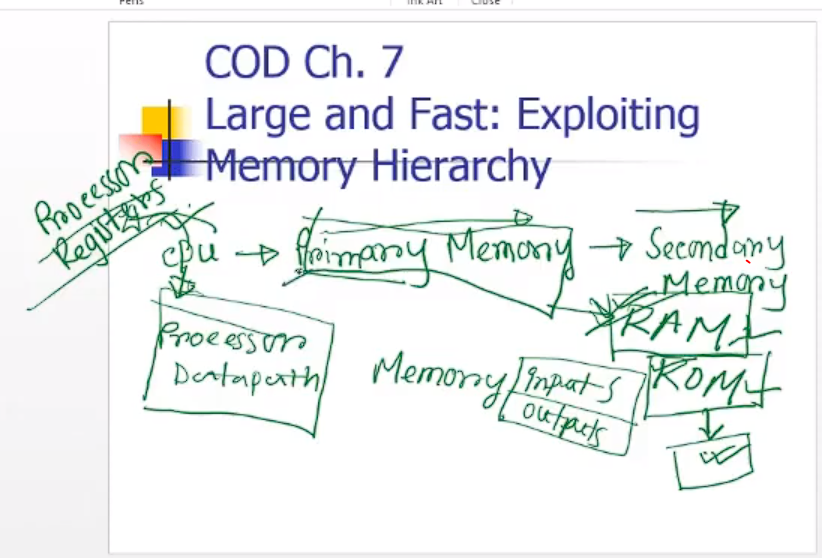 Pens
Ink Art
Close
COD Ch. 7
Large and Fast: Exploiting
Memory Hierarchy
Processor
Registers
CPU → Primary Memory → Secondary
Memory
RAM
Processor
Datapath
Memory
inputs
outputs
ROM